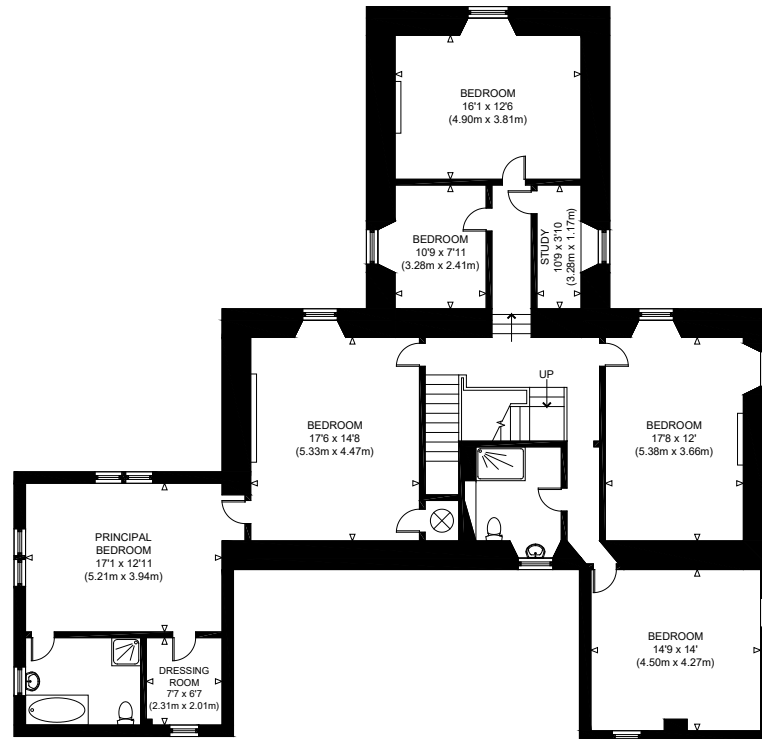 BEDROOM
16'1 x 12'6
(4.90m x 3.81m)
BEDROOM
10'9 x 7'11
(3.28m x 2.41m)
STUDY
10'9 x 3'10
(3.28m x 1.17m)
UP
BEDROOM
17'6 x 14'8
(5.33m x 4.47m)
BEDROOM
17'8 x 12'
(5.38m x 3.66m)
PRINCIPAL
BEDROOM
17'1 x 12'11
(5.21m x 3.94m)
DRESSING
ROOM
7'7 x 6'7
(2.31m x 2.01m)
BEDROOM
14'9 x 14'
(4.50m x 4.27m)